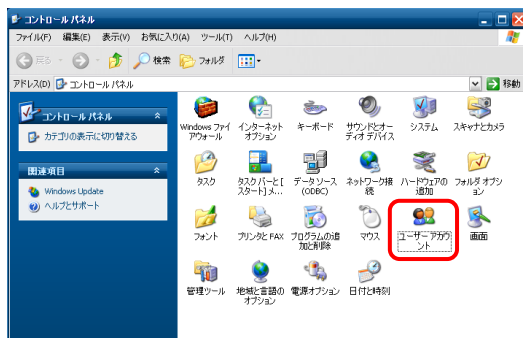 コントロール パネル
ファイル(F) 編集(E) 表示(V) お気に入り(A) ツール(T) ヘルプ(H)
戻る 検索 フォルダ
アドレス(D) コントロール パネル 移動
コントロール パネル
カテゴリの表示に切り替える
関連項目
Windows Update
ヘルプとサポート
Windows ファイ
アウォール
インターネット
オプション
キーボード
サウンドとオー
ディオ デバイス
システム
スキャナとカメラ
タスク
タスク バーと [
スタート] メ...
データ ソース
(ODBC)
ネットワーク接
続
ハードウェアの
追加
フォルダ オプシ
ョン
フォント
プリンタと FAX
プログラムの追
加と削除
マウス
ユーザー アカウ
ント
画面
管理ツール
地域と言語の
オプション
電源オプション
日付と時刻